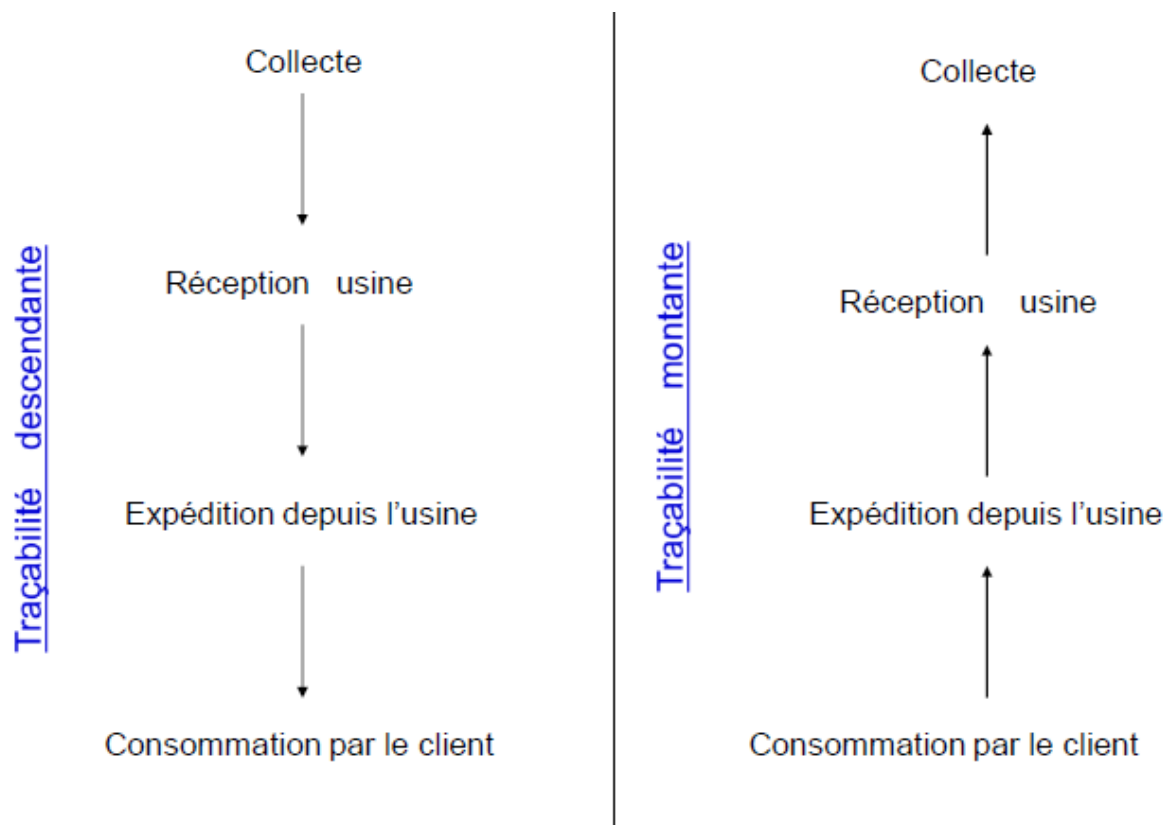 Traçabilité descendante
Collecte
Réception usine
Expédition depuis l'usine
Consommation par le client
Traçabilité montante
Collecte
Réception usine
Expédition depuis l'usine
Consommation par le client